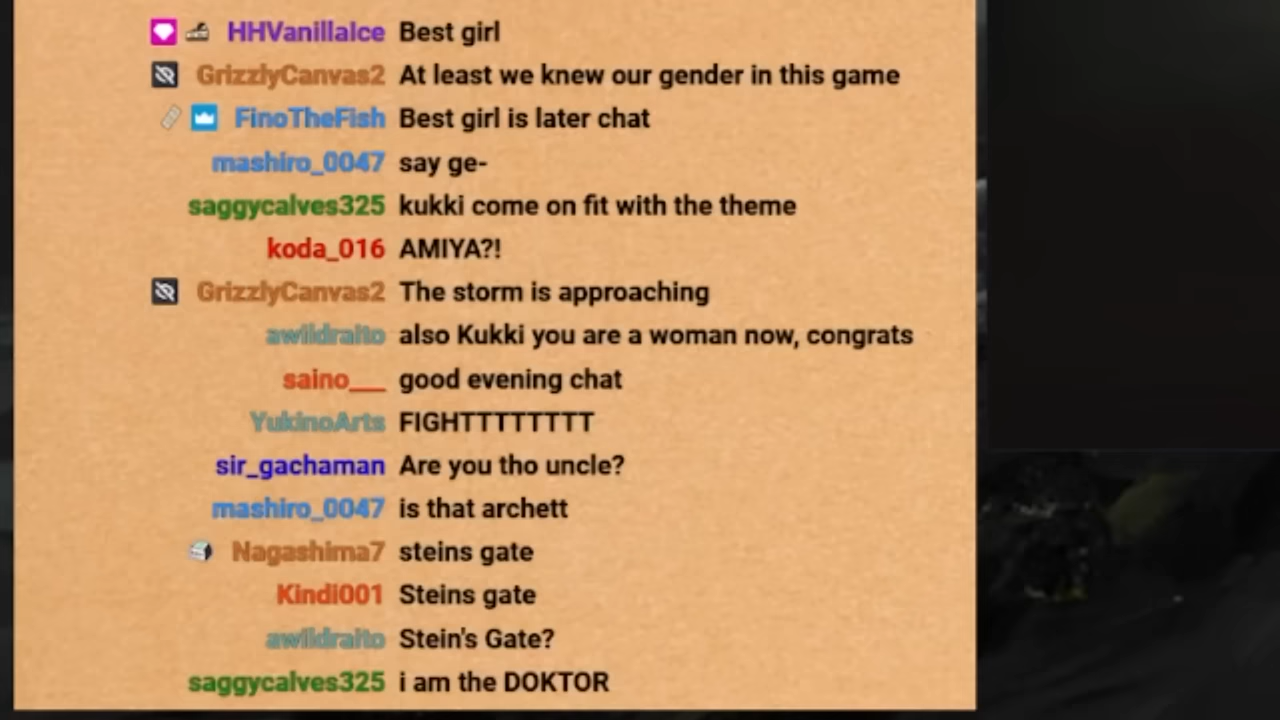 HHVanillaIce Best girl
GrizzlyCanvas2 At least we knew our gender in this game
FinoTheFish Best girl is later chat
mashiro_0047 say ge-
saggycalves325 kukki come on fit with the theme
koda_016 AMIYA?!
GrizzlyCanvas2 The storm is approaching
awildraito also Kukki you are a woman now, congrats
saino___ good evening chat
YukinoArts FIGHTTTTTTTT
sir_gachaman Are you tho uncle?
mashiro_0047 is that archett
Nagashima7 steins gate
Kindi001 Steins gate
awildraito Stein's Gate?
saggycalves325 i am the DOKTOR